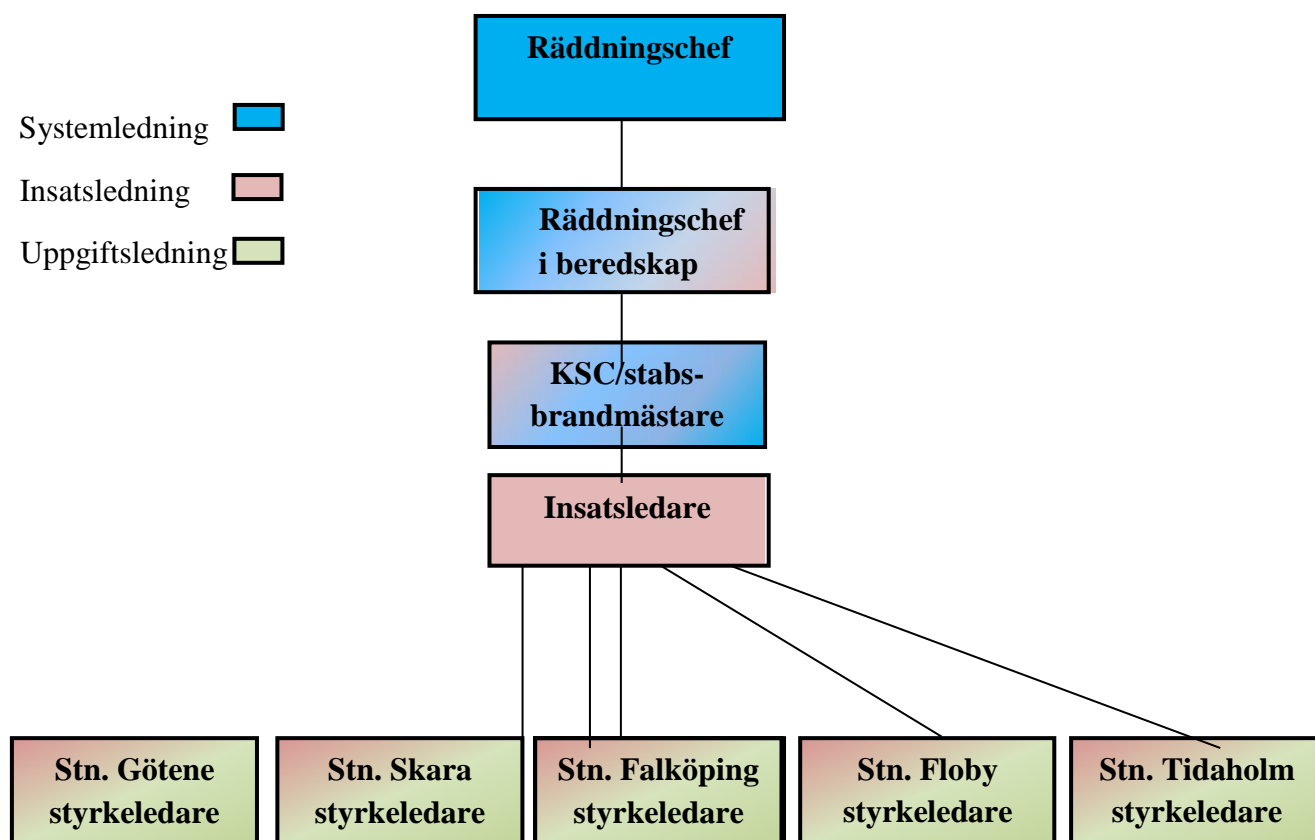 Räddningschef
Systemledning
Insatsledning
Uppgiftsledning
Räddningschef
i beredskap
KSC/stabs-
brandmästare
Insatsledare
Stn. Götene
styrkeledare
Stn. Skara
styrkeledare
Stn. Falköping
styrkeledare
Stn. Floby
styrkeledare
Stn. Tidaholm
styrkeledare